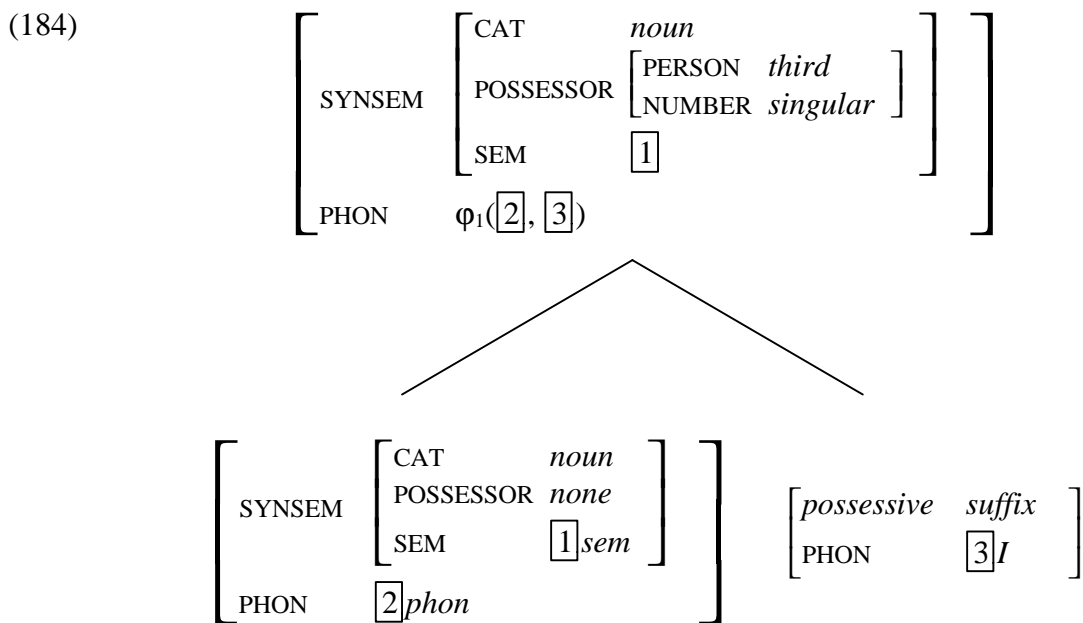 (184)
CAT noun
PERSON third
SYNSEM POSSESSOR
NUMBER singular
SEM 1
PHON φ₁(2, 3)
CAT noun
POSSESSOR none
SYNSEM
SEM 1 sem
PHON 2 phon
possessive suffix
PHON 3 I